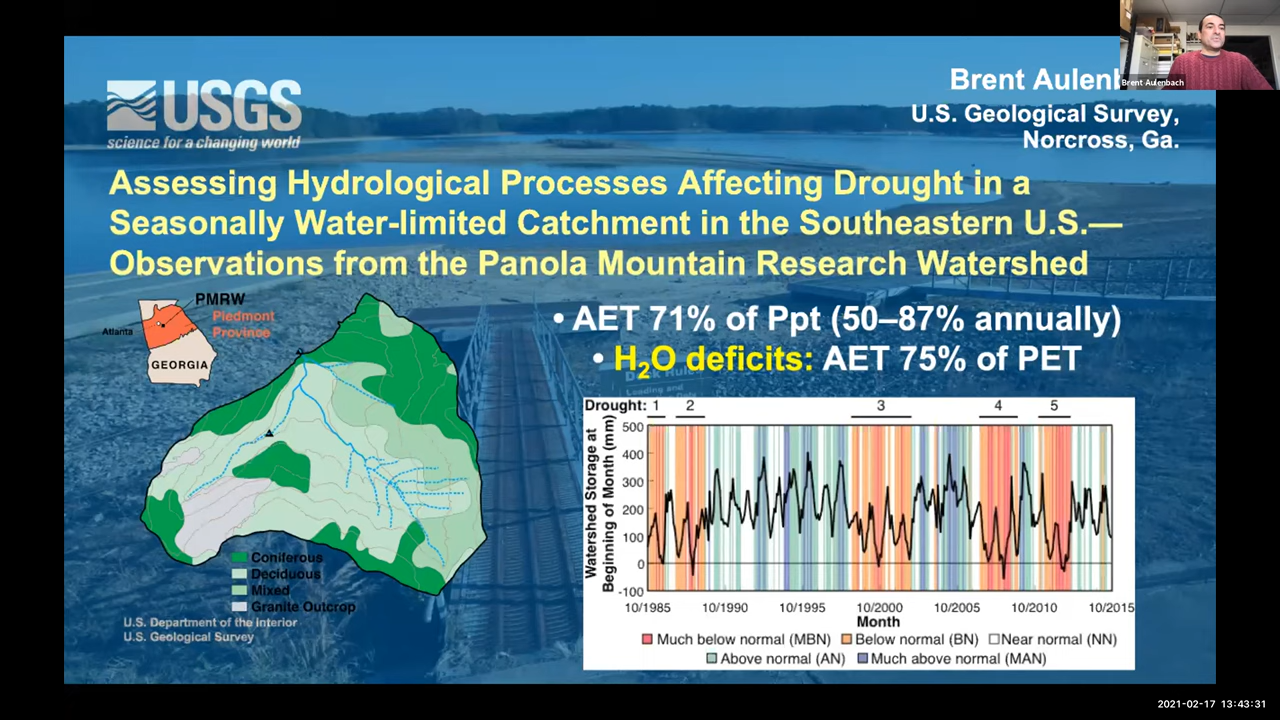 Brent Aulenbach
USGS
science for a changing world
Brent Aulenb
U.S. Geological Survey,
Norcross, Ga.
Assessing Hydrological Processes Affecting Drought in a
Seasonally Water-limited Catchment in the Southeastern U.S.—
Observations from the Panola Mountain Research Watershed
PMRW
Piedmont
Province
Atlanta
GEORGIA
• AET 71% of Ppt (50–87% annually)
• H₂O deficits: AET 75% of PET
Coniferous
Deciduous
Mixed
Granite Outcrop
U.S. Department of the interior
U.S. Geological Survey
Drought: 1 2 3 4 5
Watershed Storage at
Beginning of Month (mm)
500
400
300
200
100
0
-100
10/1985 10/1990 10/1995 10/2000 10/2005 10/2010 10/2015
Month
Much below normal (MBN) Below normal (BN) Near normal (NN)
Above normal (AN) Much above normal (MAN)
2021-02-17 13:43:31